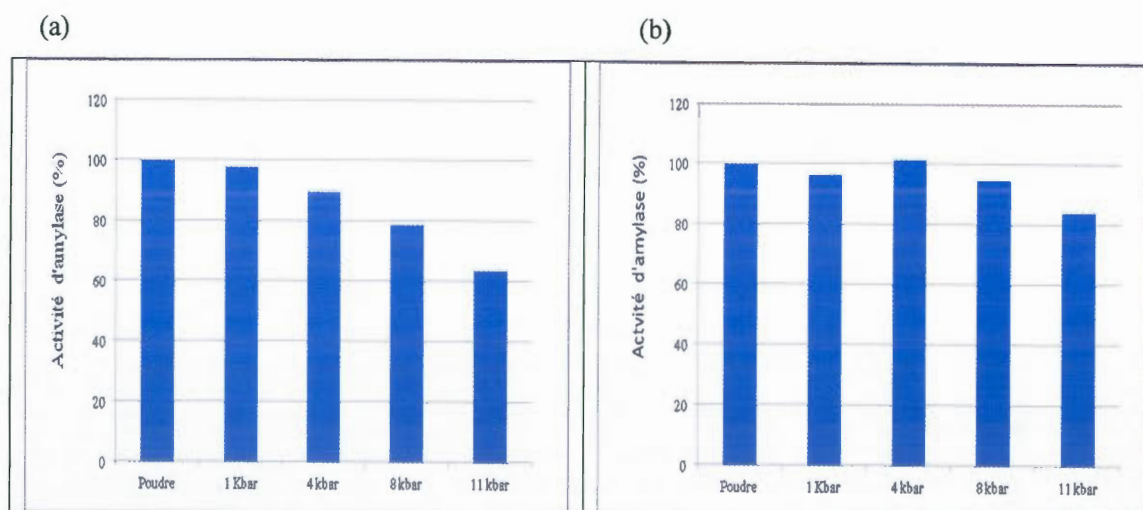 (a)
(b)
Activité d'amylase (%)
120
100
80
60
40
20
0
Poudre
1 Kbar
4 kbar
8 kbar
11 kbar
Actvité d'amylase (%)
120
100
80
60
40
20
0
Poudre
1 Kbar
4 kbar
8 kbar
11 kbar